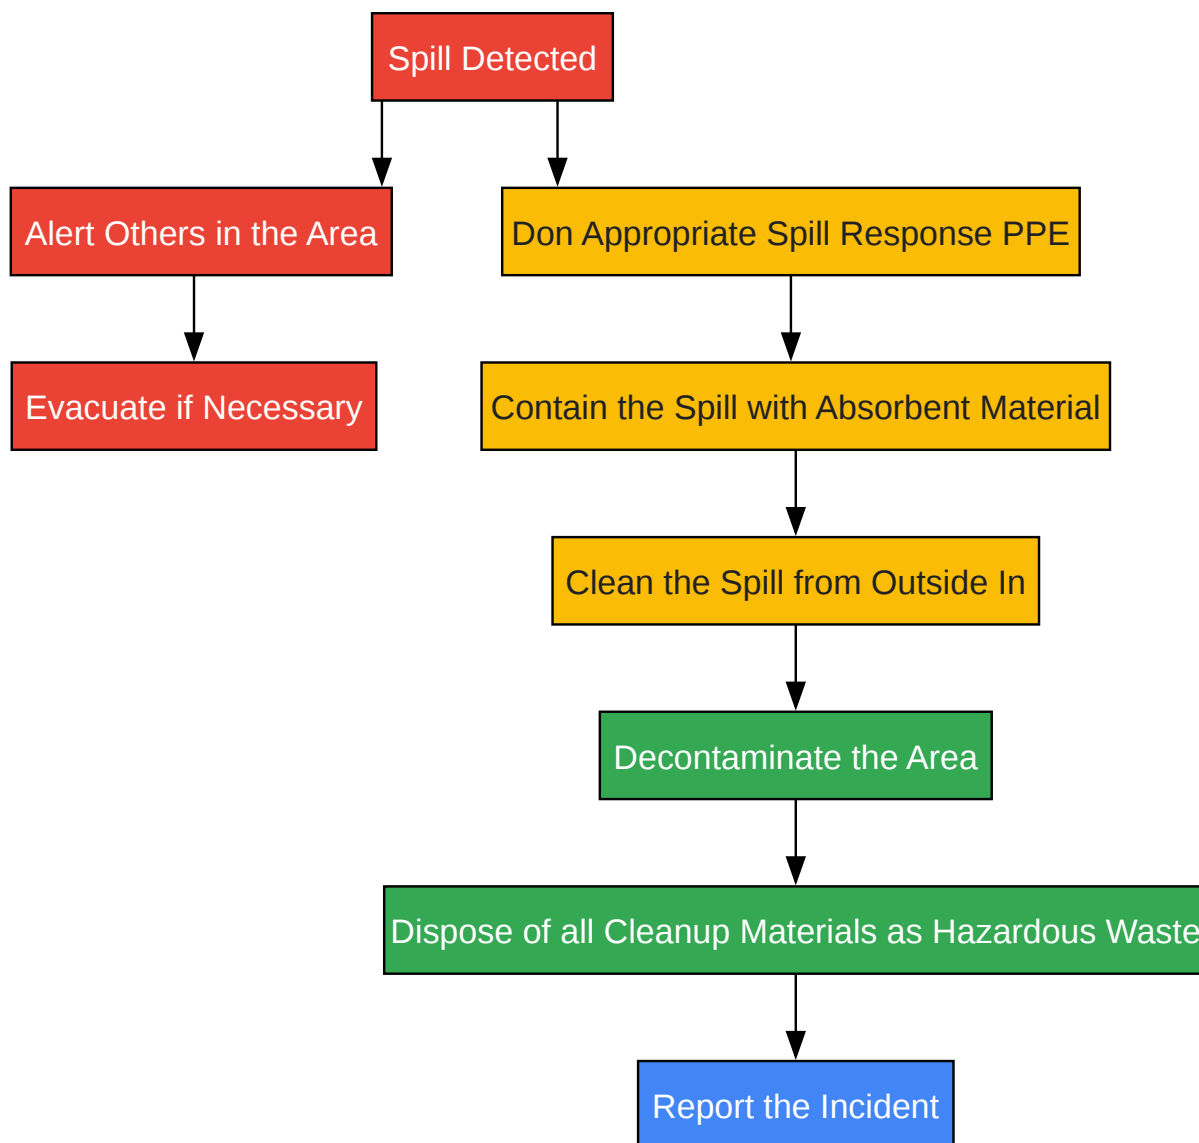 Spill Detected
Alert Others in the Area
Don Appropriate Spill Response PPE
Evacuate if Necessary
Contain the Spill with Absorbent Material
Clean the Spill from Outside In
Decontaminate the Area
Dispose of all Cleanup Materials as Hazardous Waste
Report the Incident